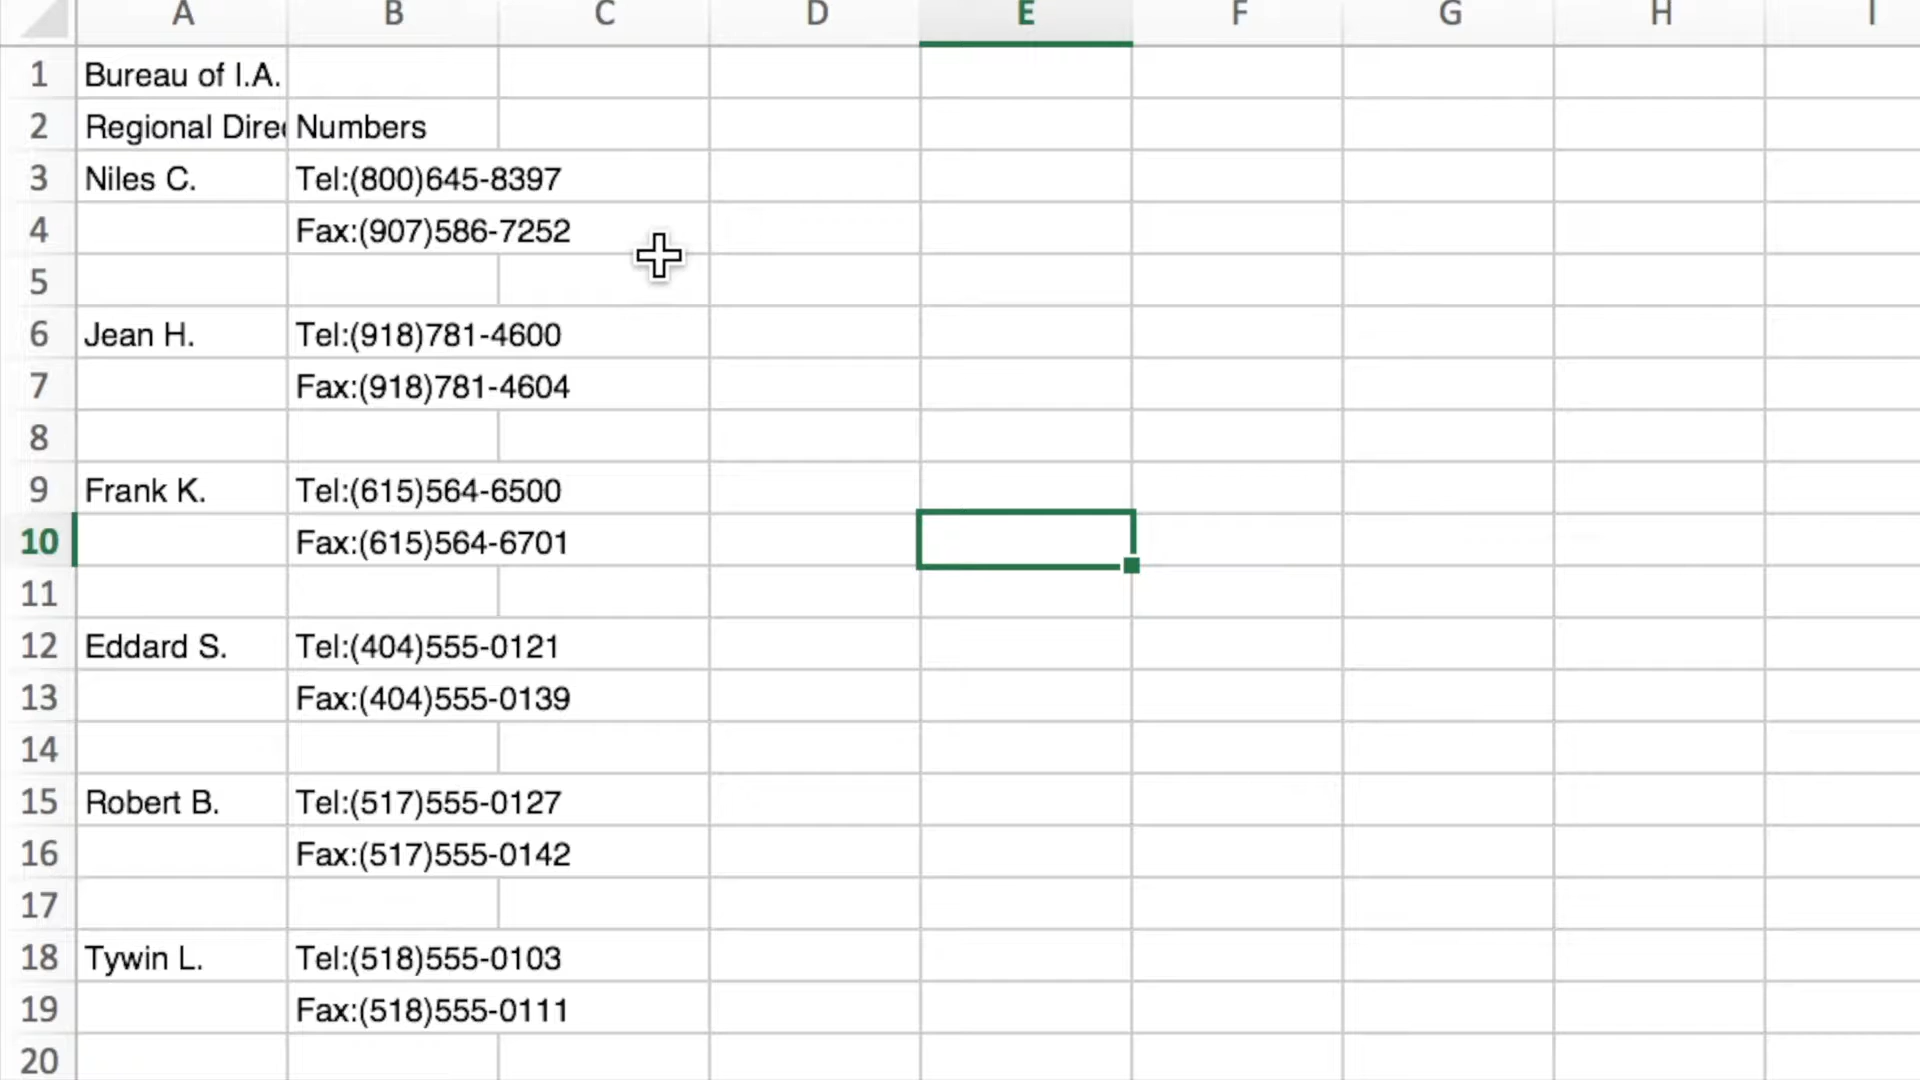 A B C D E F G H I
1 Bureau of I.A.
2 Regional Dire Numbers
3 Niles C. Tel:(800)645-8397
4 Fax:(907)586-7252
5
6 Jean H. Tel:(918)781-4600
7 Fax:(918)781-4604
8
9 Frank K. Tel:(615)564-6500
10 Fax:(615)564-6701
11
12 Eddard S. Tel:(404)555-0121
13 Fax:(404)555-0139
14
15 Robert B. Tel:(517)555-0127
16 Fax:(517)555-0142
17
18 Tywin L. Tel:(518)555-0103
19 Fax:(518)555-0111
20